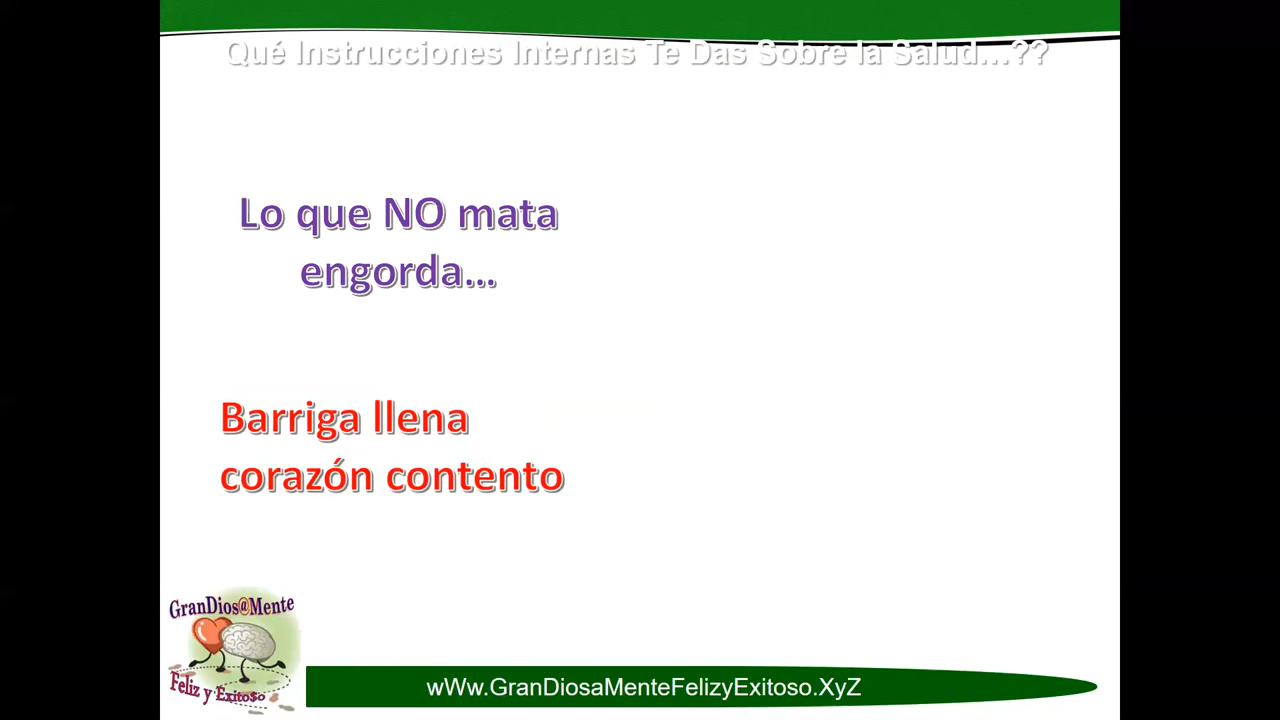 Qué Instrucciones Internas Te Das Sobre la Salud...??
Lo que NO mata
engorda...
Barriga llena
corazón contento
GranDios@Mente
Feliz y Exito$o
wWw.GranDiosaMenteFelizyExitoso.XyZ